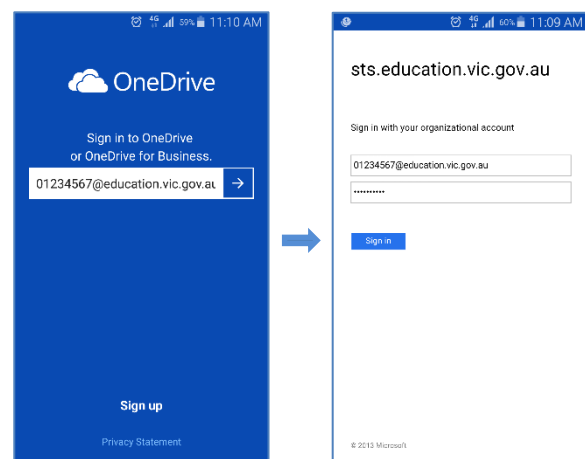 4G 59% 11:10 AM
OneDrive
Sign in to OneDrive
or OneDrive for Business.
01234567@education.vic.gov.au
Sign up
Privacy Statement
4G 60% 11:09 AM
sts.education.vic.gov.au
Sign in with your organizational account
01234567@education.vic.gov.au
••••••••••
Sign in
© 2013 Microsoft